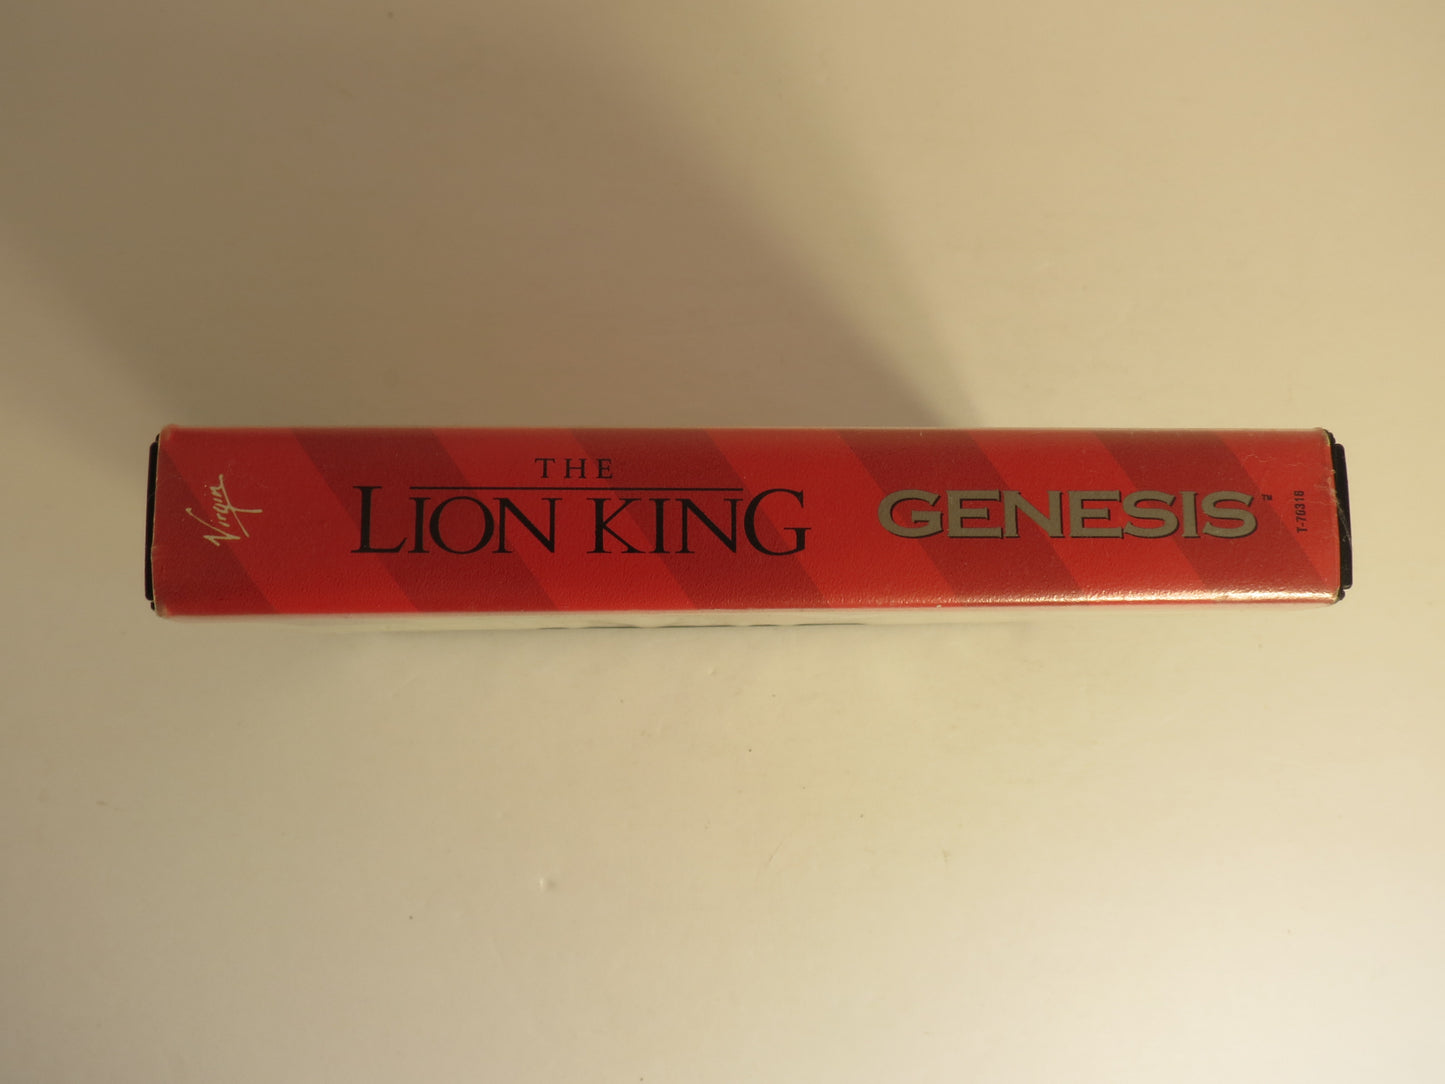 Virgin
THE
LION KING
GENESIS™
T-70316